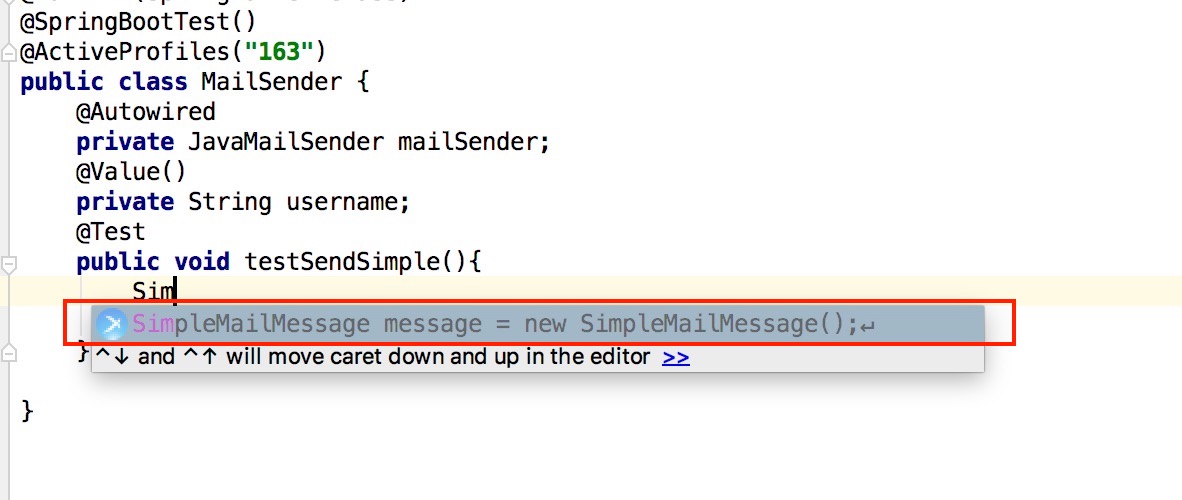 @SpringBootTest()
@ActiveProfiles("163")
public class MailSender {
@Autowired
private JavaMailSender mailSender;
@Value()
private String username;
@Test
public void testSendSimple(){
Sim
SimpleMailMessage message = new SimpleMailMessage();↵
} ^↓ and ^↑ will move caret down and up in the editor >>
}